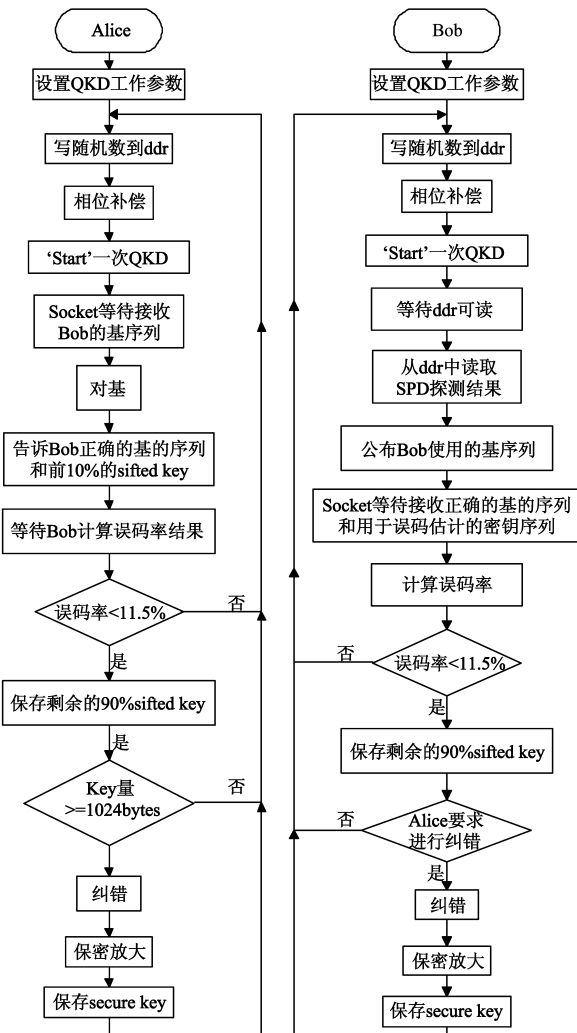 Alice
设置QKD工作参数
写随机数到ddr
相位补偿
‘Start’一次QKD
Socket等待接收
Bob的基序列
对基
告诉Bob正确的基的序列
和前10%的sifted key
等待Bob计算误码率结果
误码率<11.5%
否
是
保存剩余的90%sifted key
是
Key量
>=1024bytes
否
纠错
保密放大
保存secure key
Bob
设置QKD工作参数
写随机数到ddr
相位补偿
‘Start’一次QKD
等待ddr可读
从ddr中读取
SPD探测结果
公布Bob使用的基序列
Socket等待接收正确的基的序列
和用于误码估计的密钥序列
计算误码率
误码率<11.5%
否
是
保存剩余的90%sifted key
Alice要求
进行纠错
否
是
纠错
保密放大
保存secure key